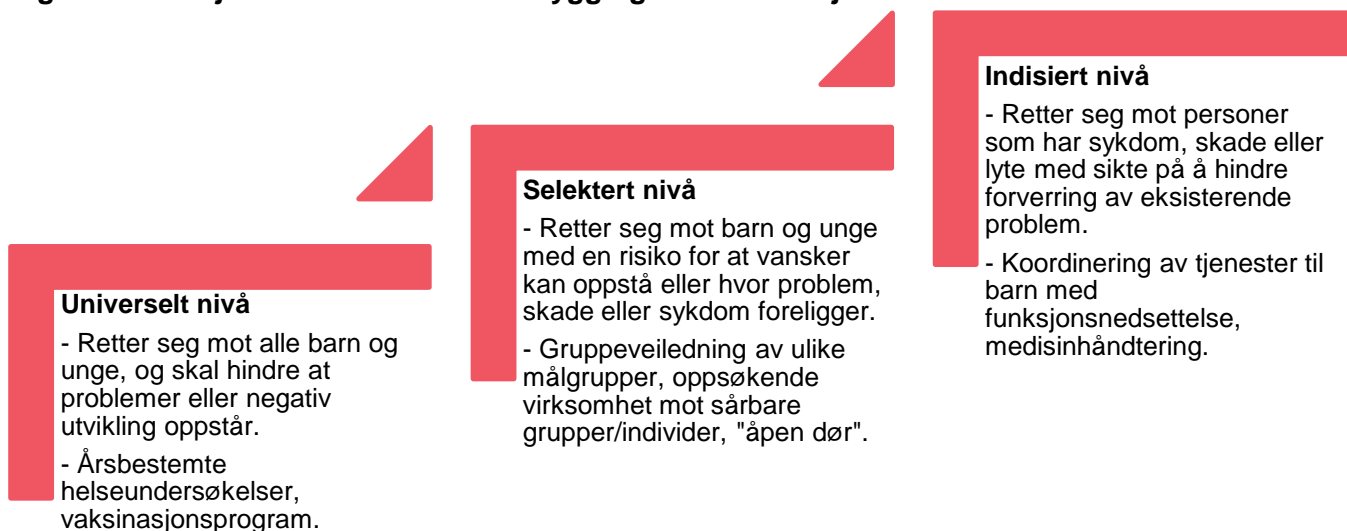 Universelt nivå
- Retter seg mot alle barn og
unge, og skal hindre at
problemer eller negativ
utvikling oppstår.
- Årsbestemte
helseundersøkelser,
vaksinasjonsprogram.
Selektert nivå
- Retter seg mot barn og unge
med en risiko for at vansker
kan oppstå eller hvor problem,
skade eller sykdom foreligger.
- Gruppeveiledning av ulike
målgrupper, oppsøkende
virksomhet mot sårbare
grupper/individer, "åpen dør".
Indisiert nivå
- Retter seg mot personer
som har sykdom, skade eller
lyte med sikte på å hindre
forverring av eksisterende
problem.
- Koordinering av tjenester til
barn med
funksjonsnedsettelse,
medisinhåndtering.